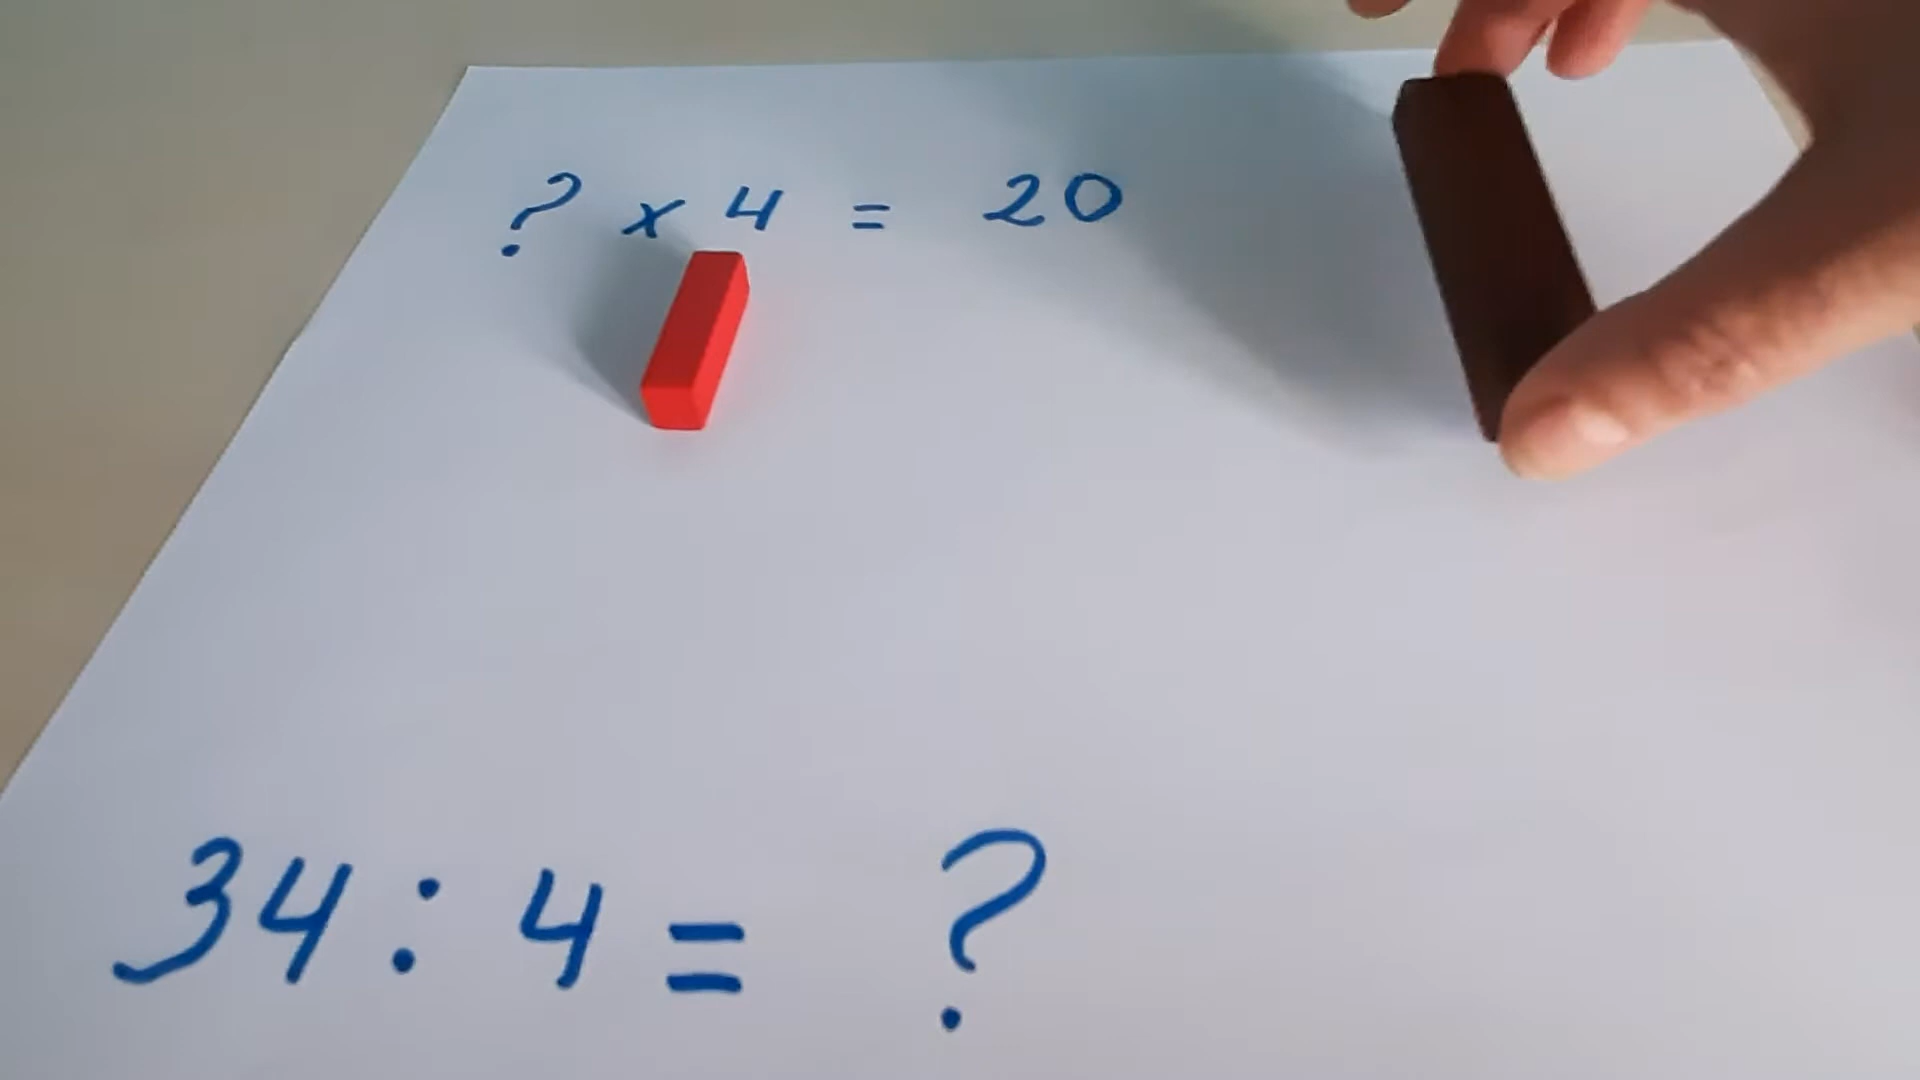 ? x 4 = 20
34 : 4 = ?